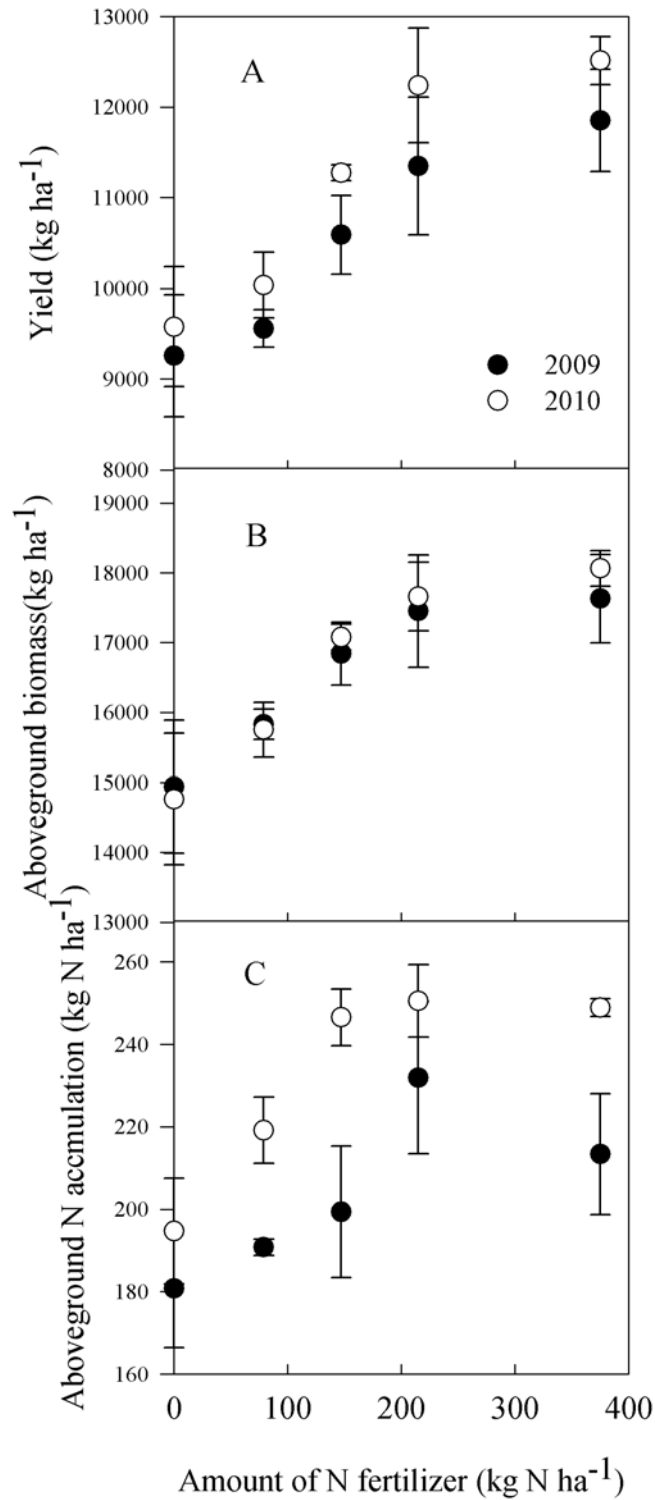 13000
A
12000
11000
Yield (kg ha⁻¹)
10000
9000
2009
2010
8000
19000
B
18000
17000
Aboveground biomass(kg ha⁻¹)
16000
15000
14000
13000
C
260
240
Aboveground N accmulation (kg N ha⁻¹)
220
200
180
160
0 100 200 300 400
Amount of N fertilizer (kg N ha⁻¹)